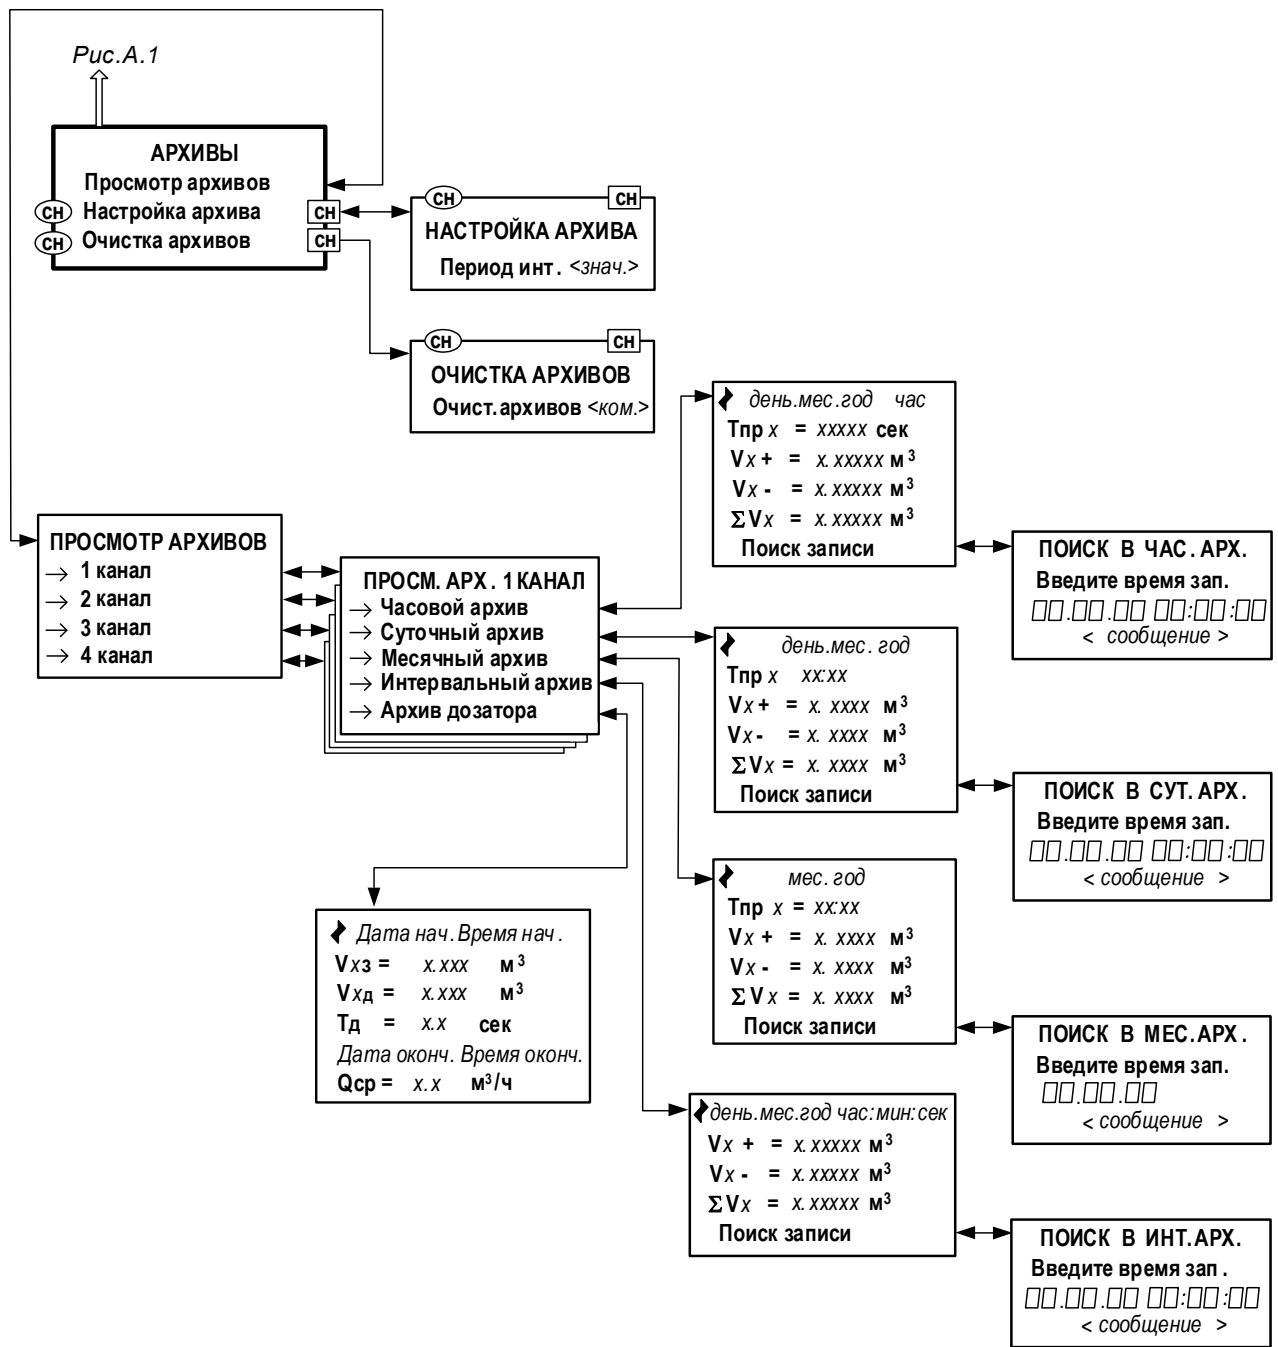 Рис.А.1
АРХИВЫ
Просмотр архивов
СН Настройка архива СН
СН Очистка архивов СН
СН СН
НАСТРОЙКА АРХИВА
Период инт. <знач.>
СН СН
ОЧИСТКА АРХИВОВ
Очист.архивов <ком.>
ПРОСМОТР АРХИВОВ
→ 1 канал
→ 2 канал
→ 3 канал
→ 4 канал
ПРОСМ. АРХ. 1 КАНАЛ
→ Часовой архив
→ Суточный архив
→ Месячный архив
→ Интервальный архив
→ Архив дозатора
день.мес.год час
Тпр x = xxxxx сек
Vx + = x.xxxxx м³
Vx - = x.xxxxx м³
ΣVx = x.xxxxx м³
Поиск записи
ПОИСК В ЧАС. АРХ.
Введите время зап.
□□.□□.□□ □□:□□:□□
< сообщение >
день.мес. год
Тпр x xx:xx
Vx + = x. xxxx м³
Vx - = x. xxxx м³
ΣVx = x. xxxx м³
Поиск записи
ПОИСК В СУТ. АРХ.
Введите время зап.
□□.□□.□□ □□:□□:□□
< сообщение >
мес. год
Тпр x = xx:xx
Vx + = x. xxxx м³
Vx - = x. xxxx м³
ΣVx = x. xxxx м³
Поиск записи
ПОИСК В МЕС.АРХ.
Введите время зап.
□□.□□.□□
< сообщение >
Дата нач. Время нач.
Vxз = x.xxx м³
Vxд = x.xxx м³
Тд = x.x сек
Дата оконч. Время оконч.
Qср = x.x м³/ч
день.мес.год час:мин:сек
Vx + = x.xxxxx м³
Vx - = x.xxxxx м³
ΣVx = x.xxxxx м³
Поиск записи
ПОИСК В ИНТ.АРХ.
Введите время зап.
□□.□□.□□ □□:□□:□□
< сообщение >